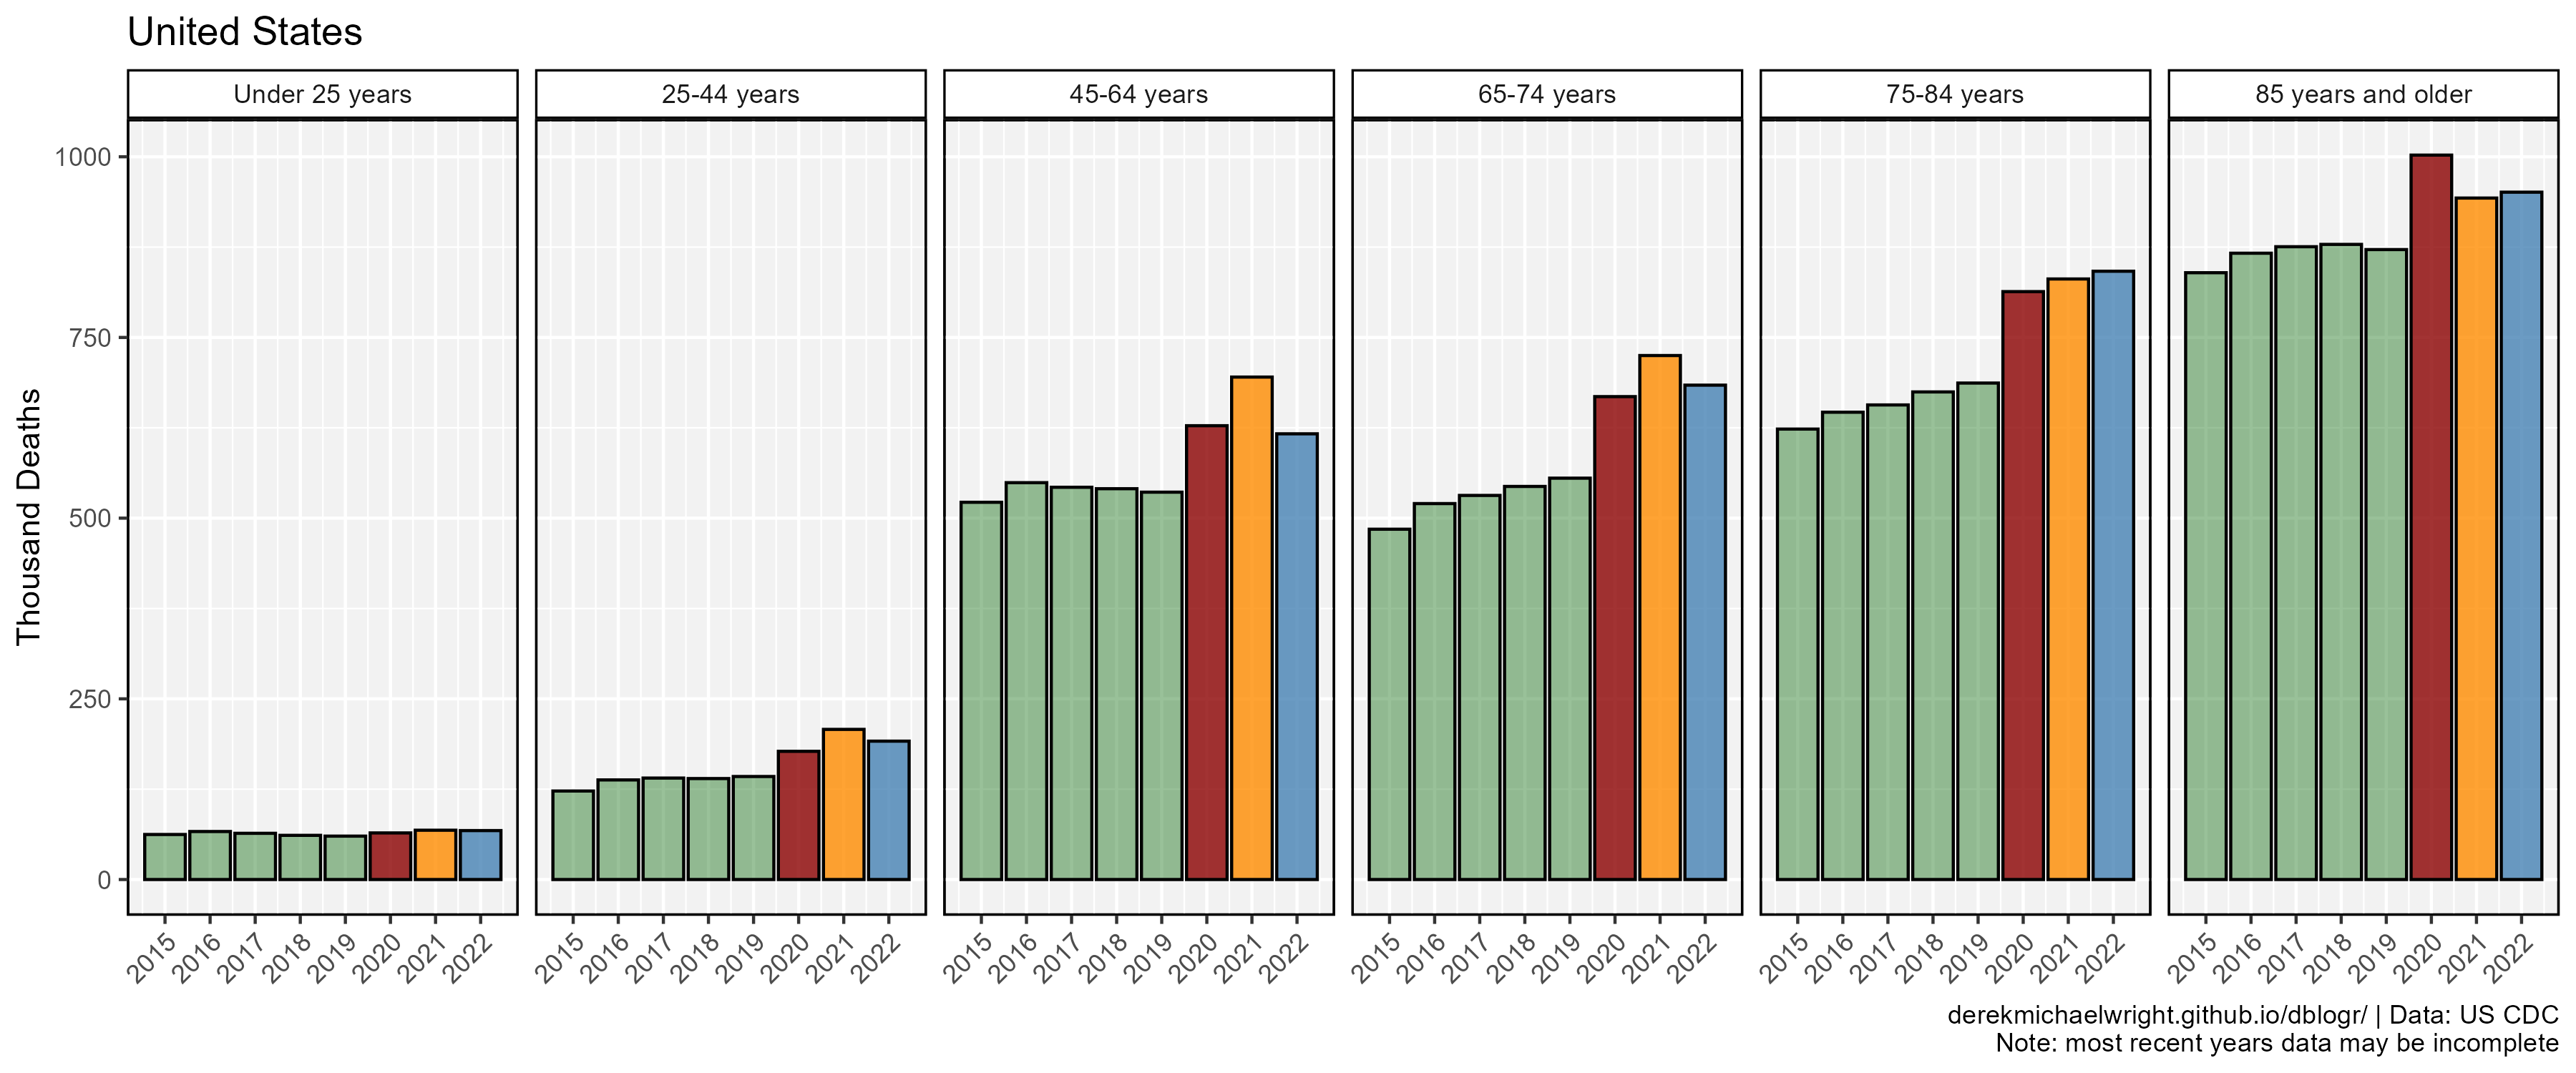 United States
Under 25 years
25-44 years
45-64 years
65-74 years
75-84 years
85 years and older
Thousand Deaths
1000
750
500
250
0
2015 2016 2017 2018 2019 2020 2021 2022
2015 2016 2017 2018 2019 2020 2021 2022
2015 2016 2017 2018 2019 2020 2021 2022
2015 2016 2017 2018 2019 2020 2021 2022
2015 2016 2017 2018 2019 2020 2021 2022
2015 2016 2017 2018 2019 2020 2021 2022
derekmichaelwright.github.io/dblogr/ | Data: US CDC
Note: most recent years data may be incomplete